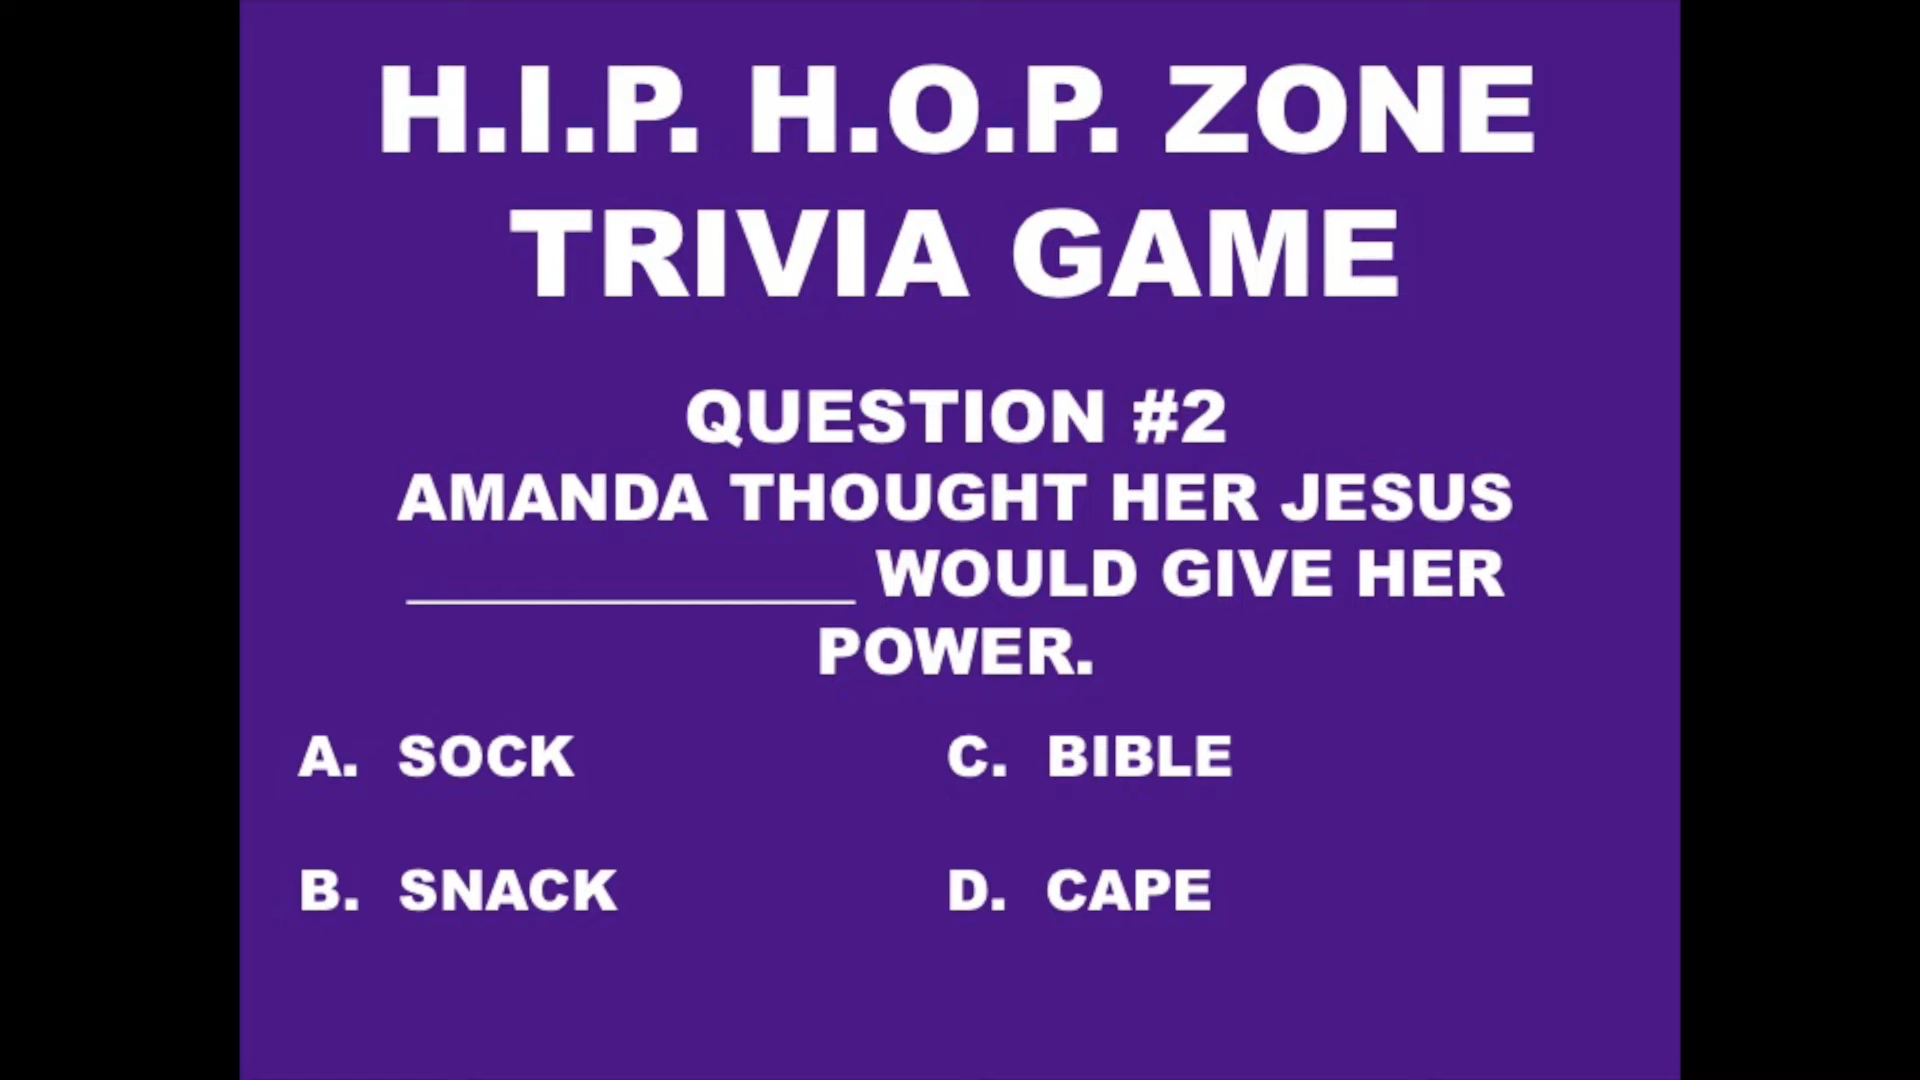 H.I.P. H.O.P. ZONE
TRIVIA GAME
QUESTION #2
AMANDA THOUGHT HER JESUS
______________ WOULD GIVE HER
POWER.
A. SOCK
B. SNACK
C. BIBLE
D. CAPE